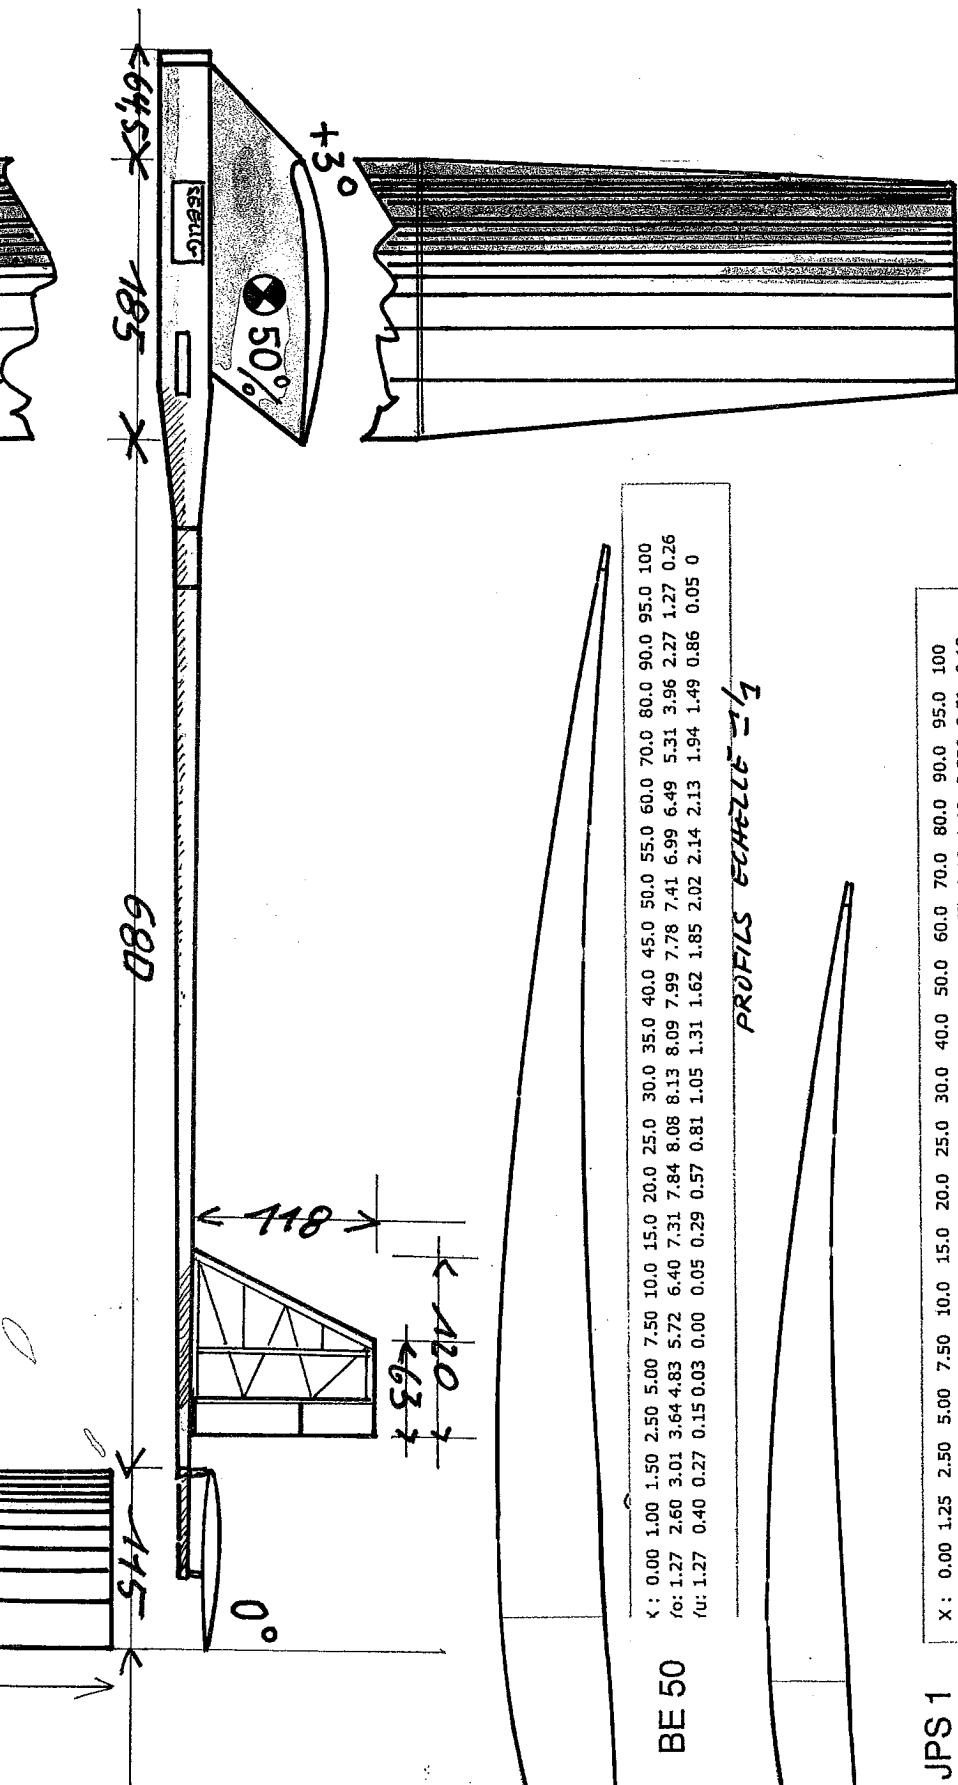 64,5
185
680
115
+3°
50%
118
120
63
0°
BE 50
X : 0.00 1.00 1.50 2.50 5.00 7.50 10.0 15.0 20.0 25.0 30.0 35.0 40.0 45.0 50.0 55.0 60.0 70.0 80.0 90.0 95.0 100
Yo: 1.27 2.60 3.01 3.64 4.83 5.72 6.40 7.31 7.84 8.08 8.13 8.09 7.99 7.78 7.41 6.99 6.49 5.31 3.96 2.27 1.27 0.26
Yu: 1.27 0.40 0.27 0.15 0.03 0.00 0.05 0.29 0.57 0.81 1.05 1.31 1.62 1.85 2.02 2.14 2.13 1.94 1.49 0.86 0.05 0
PROFILS ECHELLE = 1/1
JPS 1
X : 0.00 1.25 2.50 5.00 7.50 10.0 15.0 20.0 25.0 30.0 40.0 50.0 60.0 70.0 80.0 90.0 95.0 100